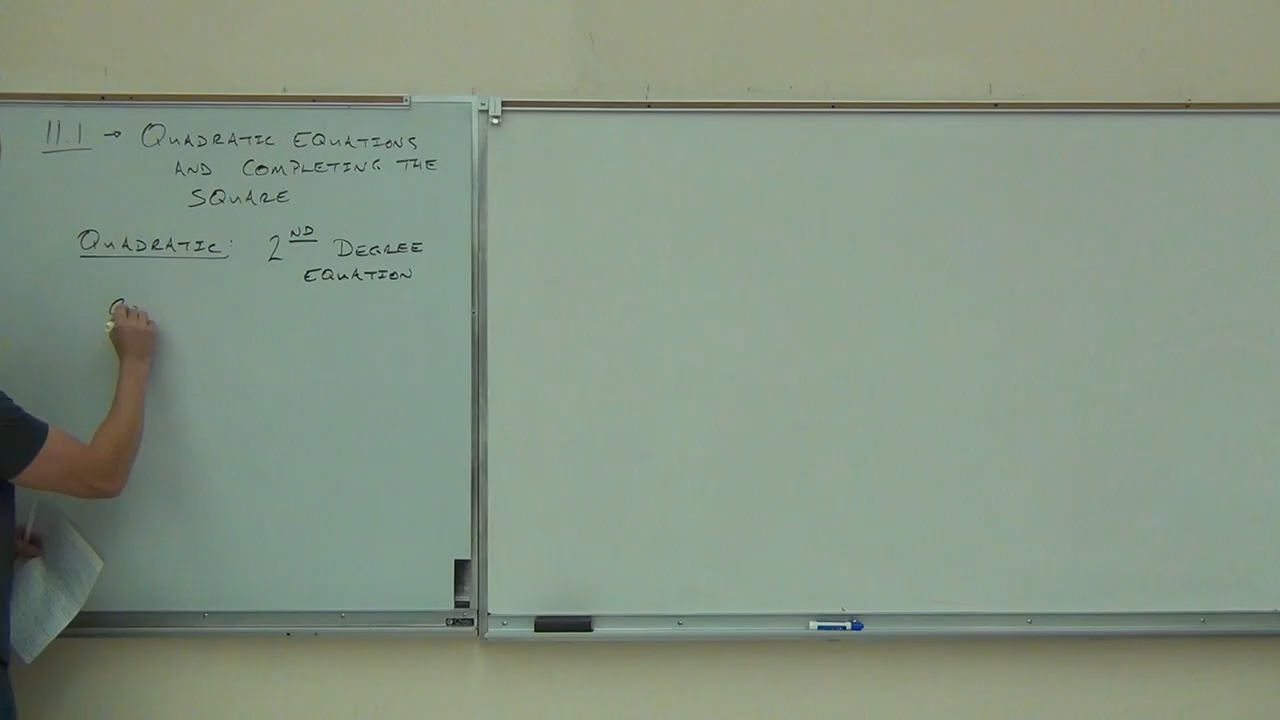 11.1 → QUADRATIC EQUATIONS
AND COMPLETING THE
SQUARE
QUADRATIC: 2ND DEGREE
EQUATION